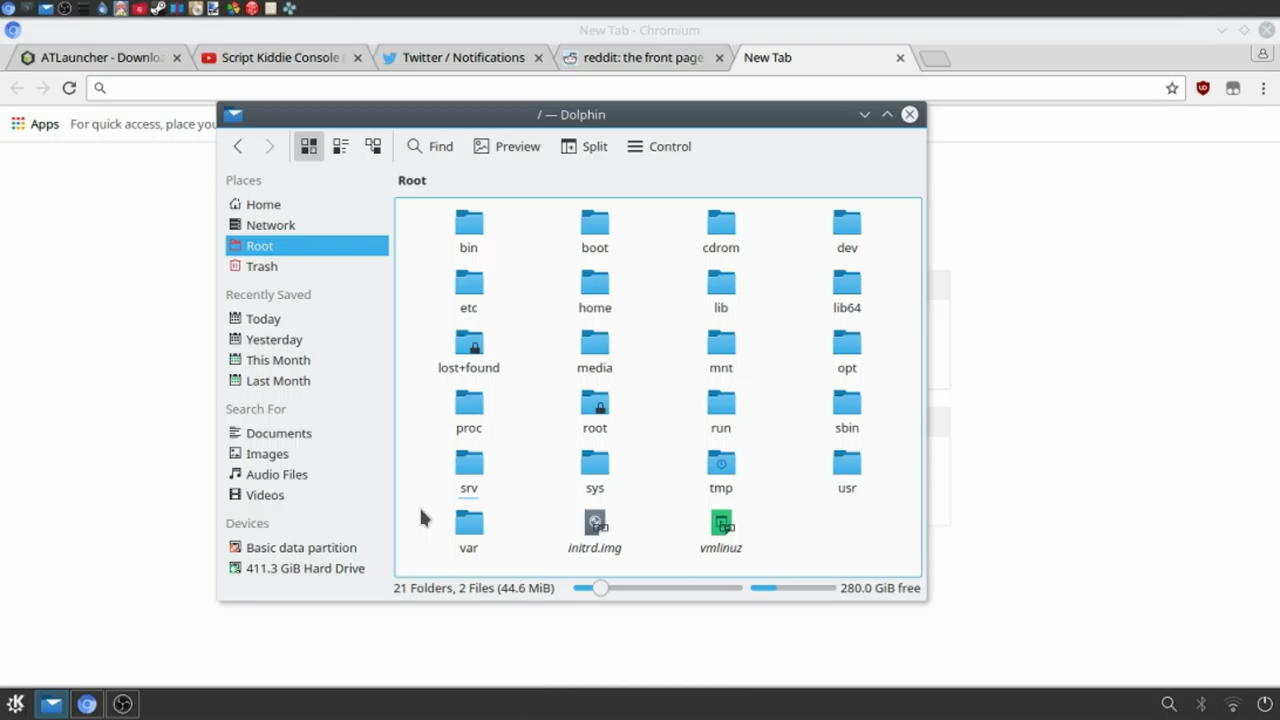 New Tab - Chromium
ATLauncher - Downlo
Script Kiddie Console
Twitter / Notifications
reddit: the front page
New Tab
Apps
For quick access, place you
/ — Dolphin
Find
Preview
Split
Control
Places
Home
Network
Root
Trash
Recently Saved
Today
Yesterday
This Month
Last Month
Search For
Documents
Images
Audio Files
Videos
Devices
Basic data partition
411.3 GiB Hard Drive
Root
bin boot cdrom dev
etc home lib lib64
lost+found media mnt opt
proc root run sbin
srv sys tmp usr
var initrd.img vmlinuz
21 Folders, 2 Files (44.6 MiB)
280.0 GiB free